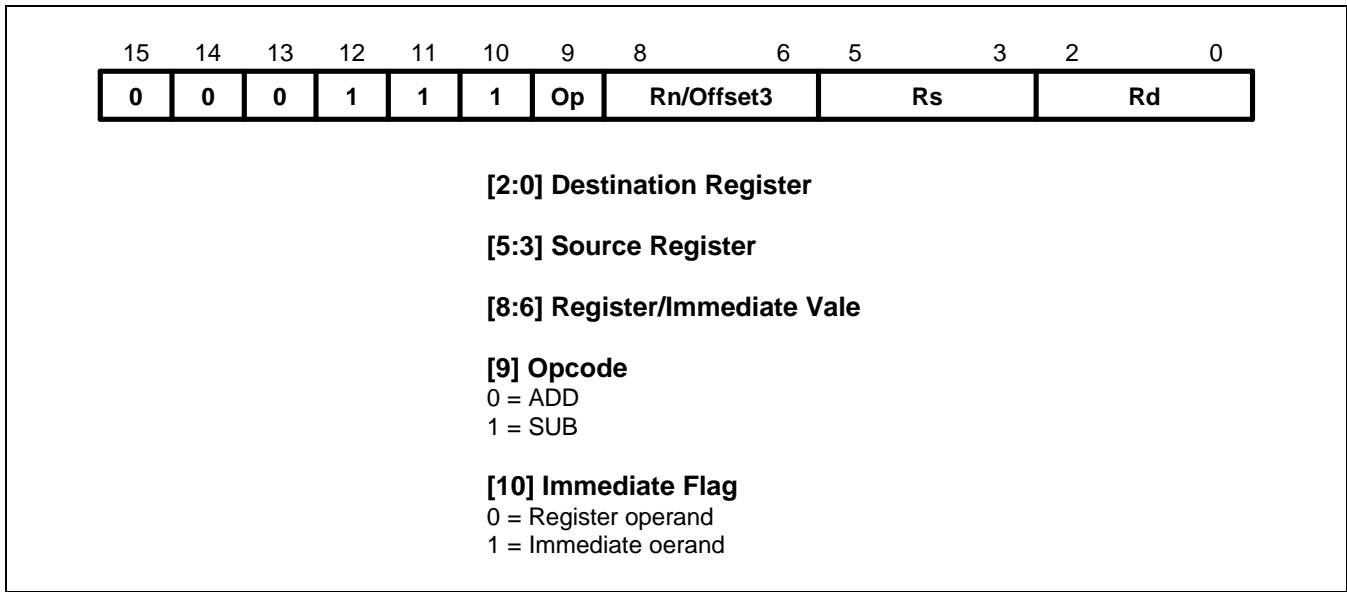 15 14 13 12 11 10 9 8 6 5 3 2 0
0 0 0 1 1 1 Op Rn/Offset3 Rs Rd
[2:0] Destination Register
[5:3] Source Register
[8:6] Register/Immediate Vale
[9] Opcode
0 = ADD
1 = SUB
[10] Immediate Flag
0 = Register operand
1 = Immediate oerand